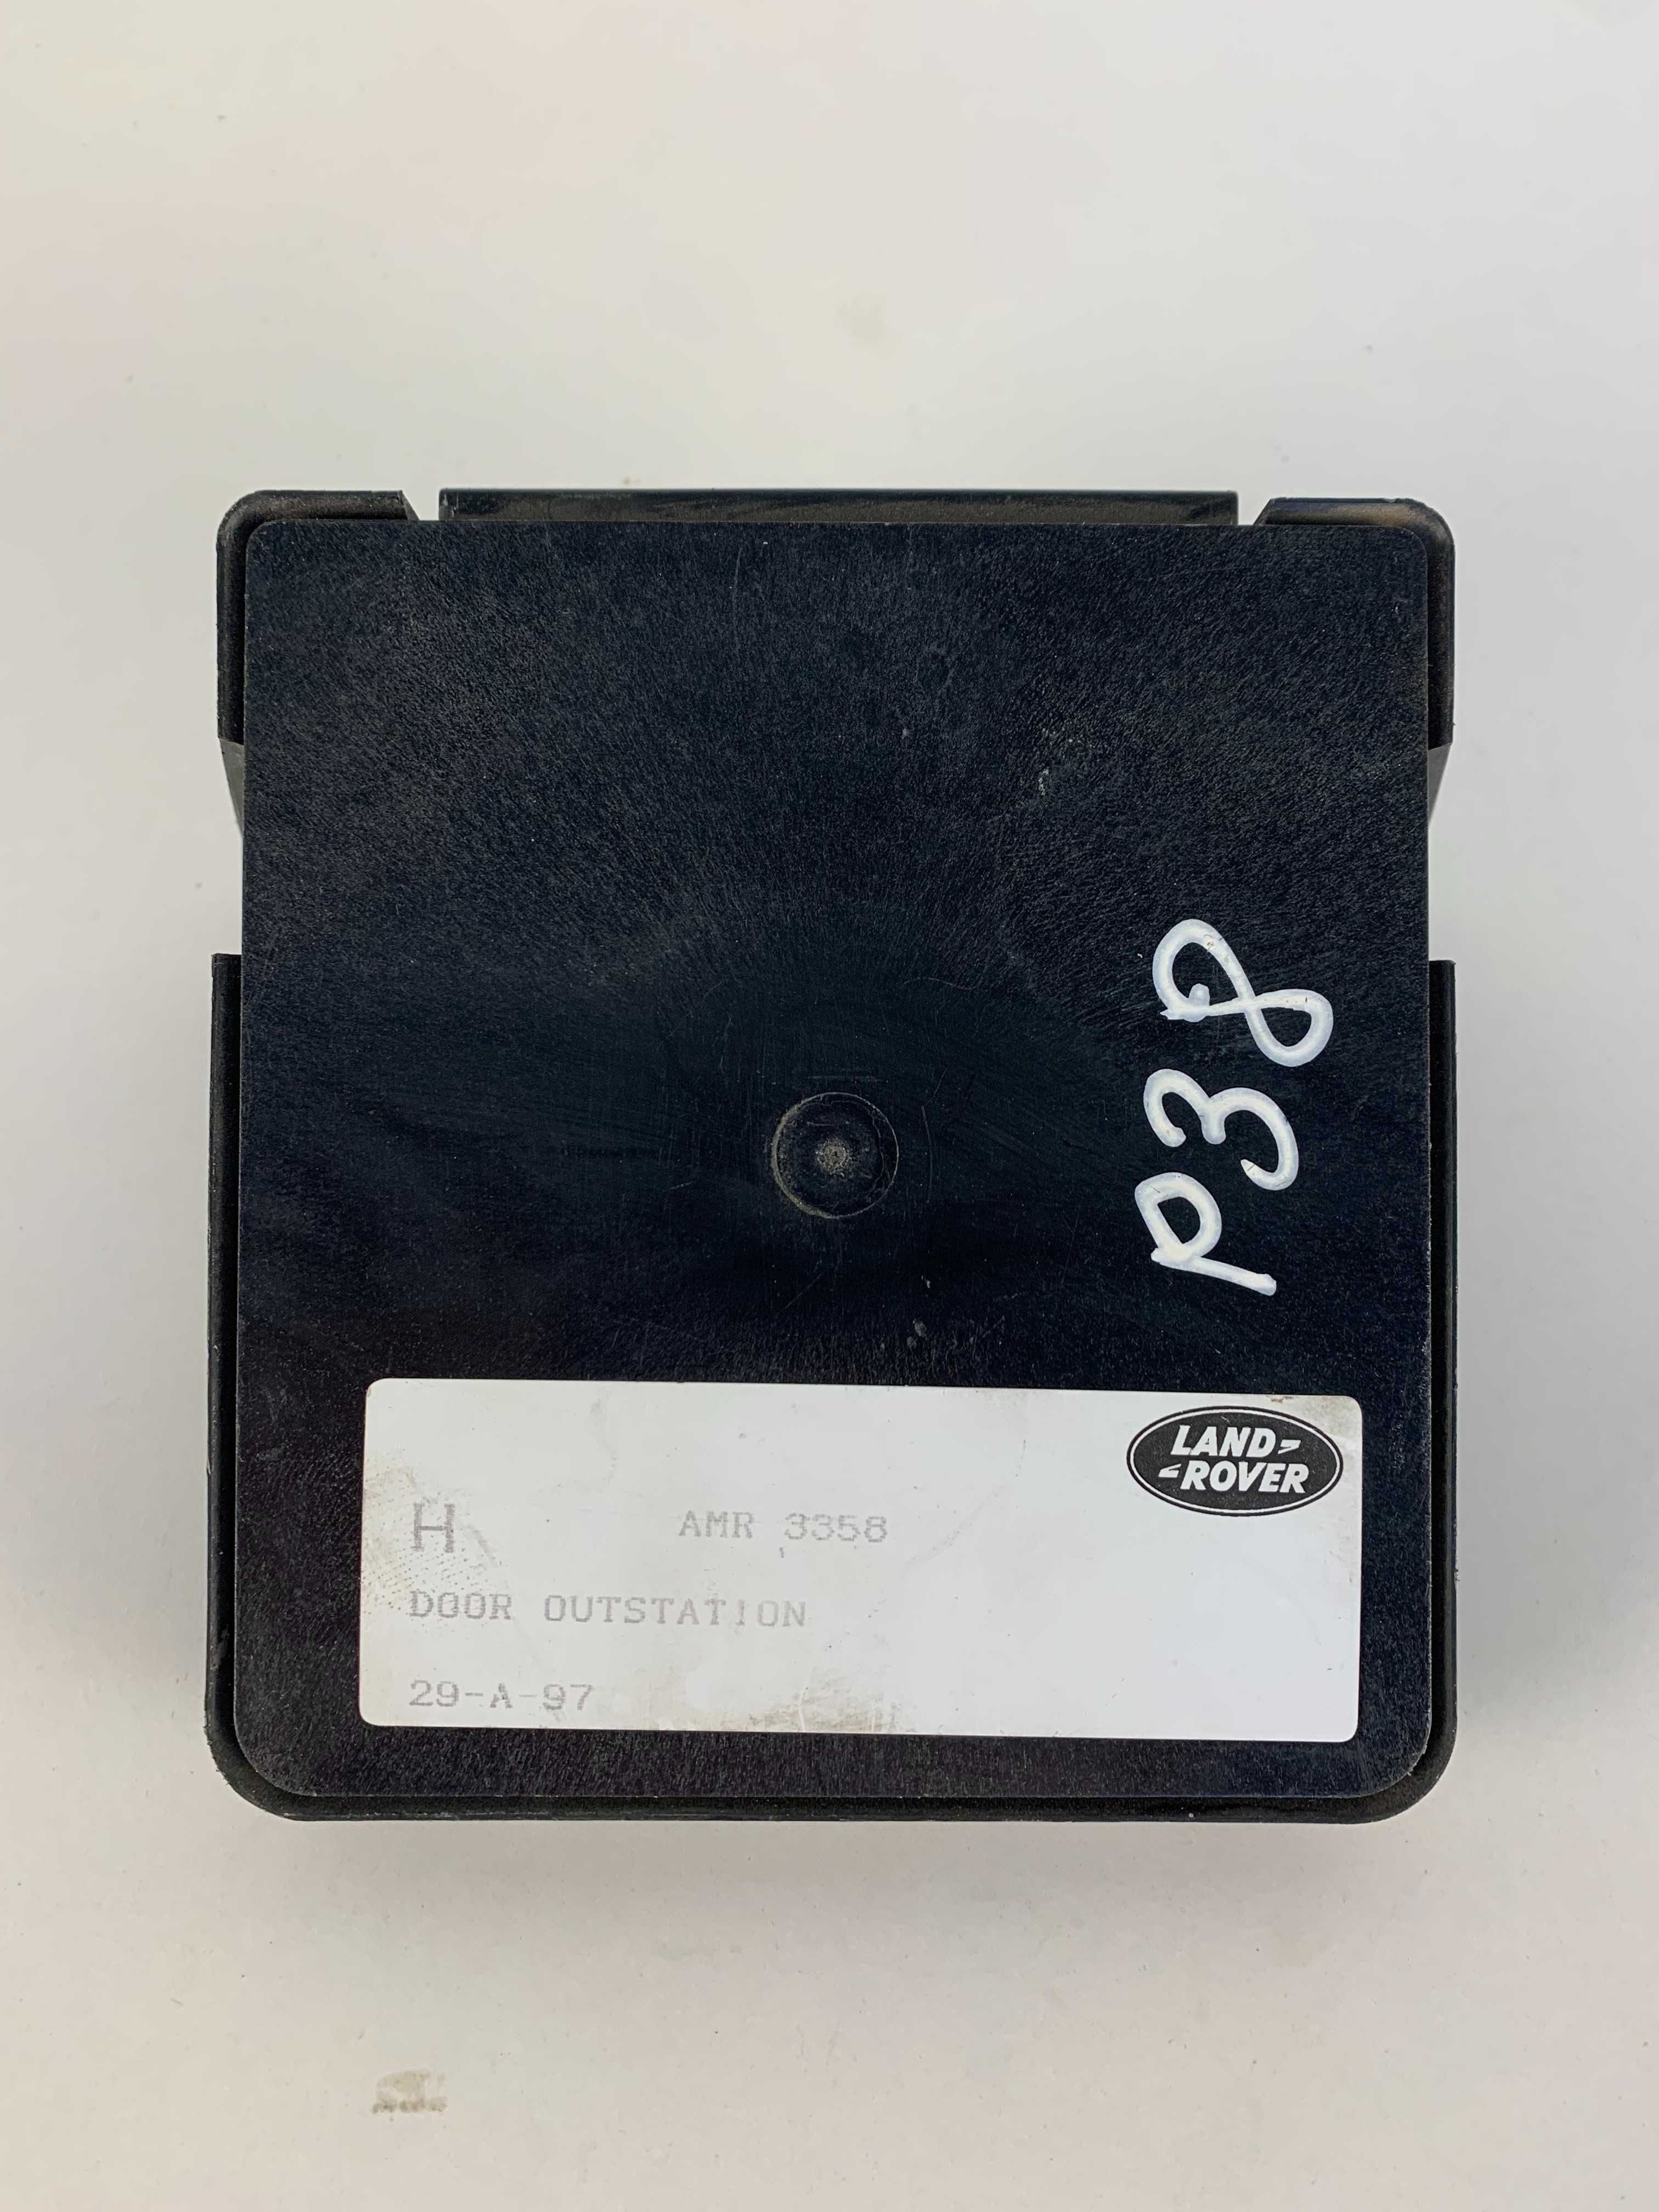 P38
LAND
ROVER
H AMR 3358
DOOR OUTSTATION
29-A-97